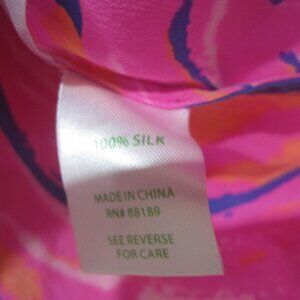 100% SILK
MADE IN CHINA
RN# 88189
SEE REVERSE
FOR CARE